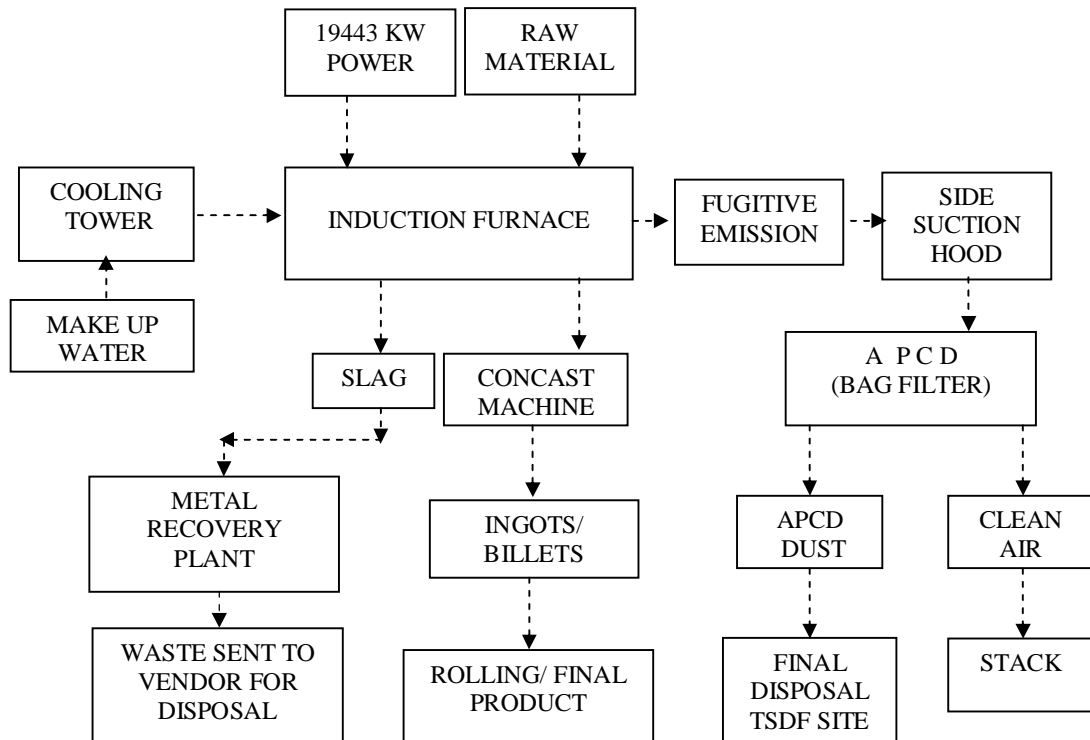 19443 KW
POWER
RAW
MATERIAL
COOLING
TOWER
INDUCTION FURNACE
FUGITIVE
EMISSION
SIDE
SUCTION
HOOD
MAKE UP
WATER
SLAG
CONCAST
MACHINE
A P C D
(BAG FILTER)
METAL
RECOVERY
PLANT
INGOTS/
BILLETS
APCD
DUST
CLEAN
AIR
WASTE SENT TO
VENDOR FOR
DISPOSAL
ROLLING/ FINAL
PRODUCT
FINAL
DISPOSAL
TSDF SITE
STACK